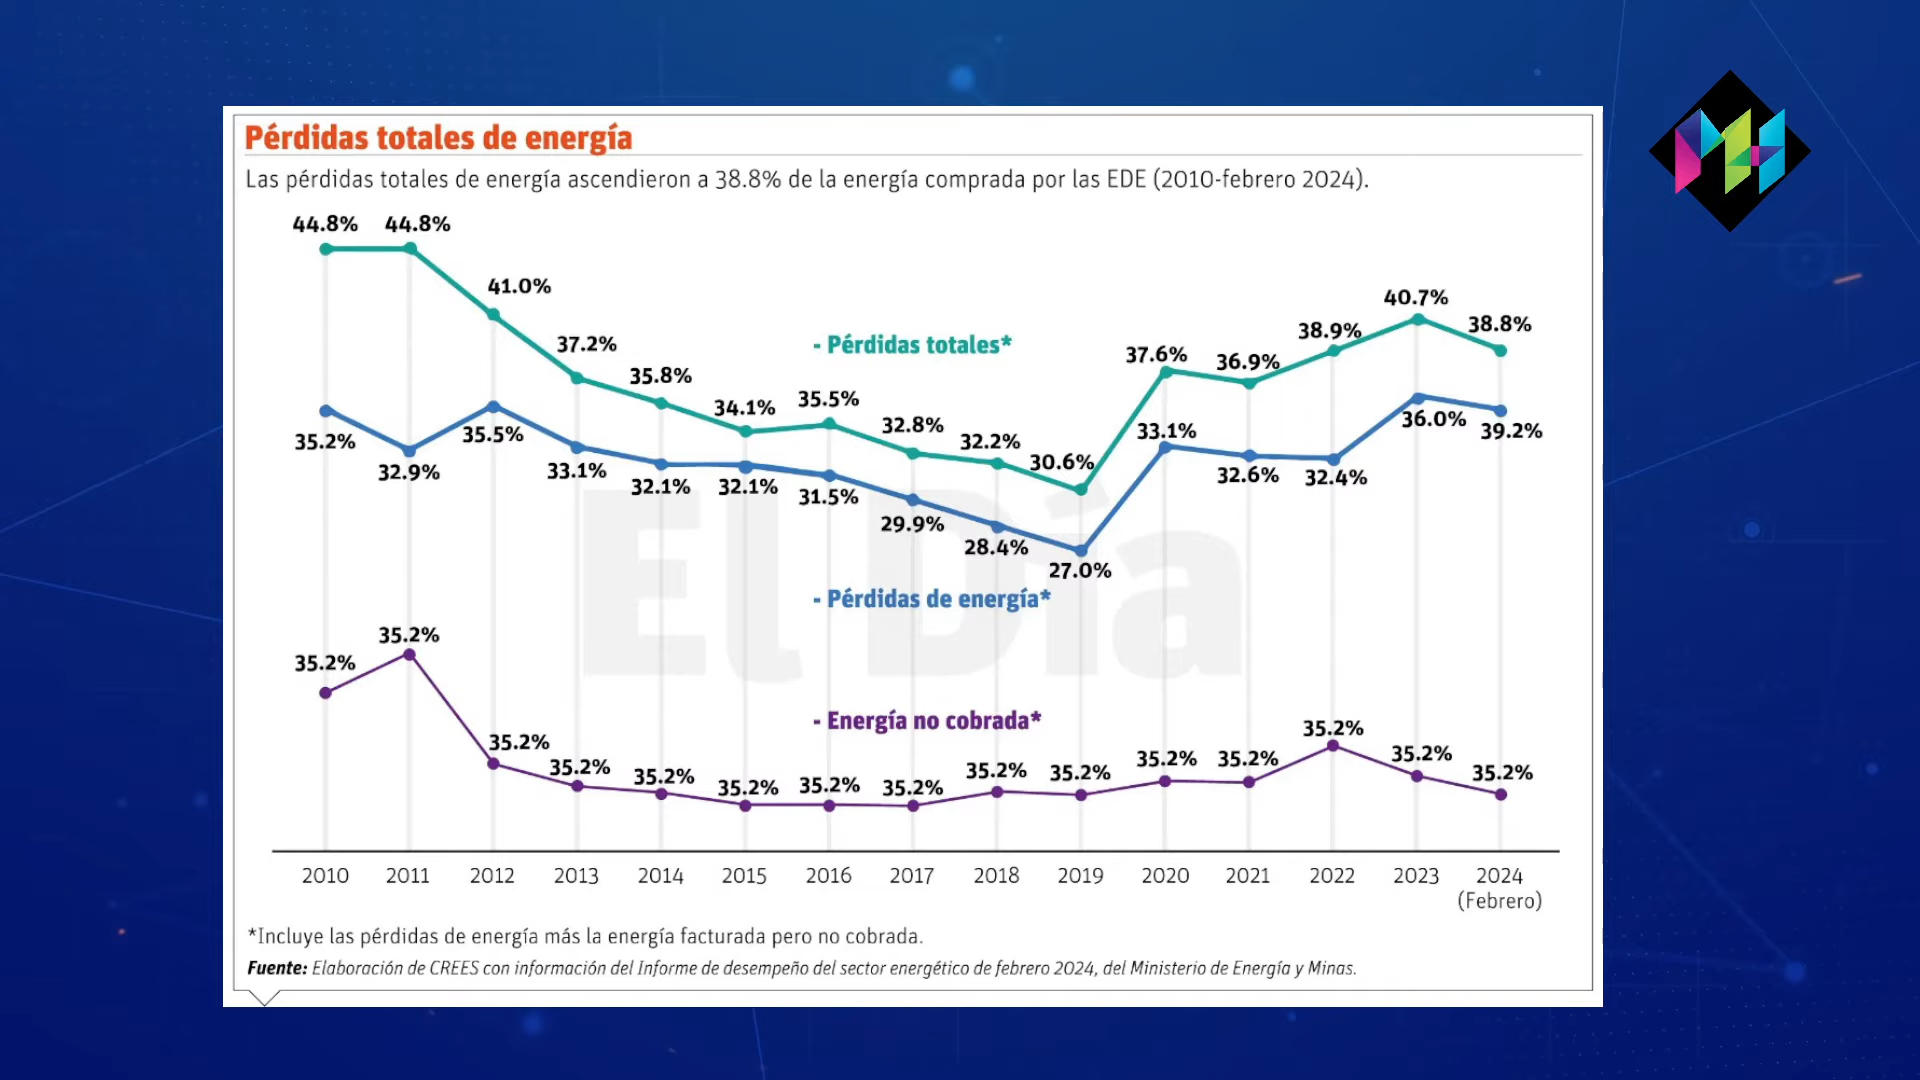 Pérdidas totales de energía
Las pérdidas totales de energía ascendieron a 38.8% de la energía comprada por las EDE (2010-febrero 2024).
44.8% 44.8% 41.0% 37.2% 35.8% 34.1% 35.5% 32.8% 32.2% 30.6% 37.6% 36.9% 38.9% 40.7% 38.8%
- Pérdidas totales*
35.2% 32.9% 35.5% 33.1% 32.1% 32.1% 31.5% 29.9% 28.4% 27.0% 33.1% 32.6% 32.4% 36.0% 39.2%
El Día
- Pérdidas de energía*
35.2% 35.2% 35.2% 35.2% 35.2% 35.2% 35.2% 35.2% 35.2% 35.2% 35.2% 35.2% 35.2% 35.2% 35.2%
- Energía no cobrada*
2010 2011 2012 2013 2014 2015 2016 2017 2018 2019 2020 2021 2022 2023 2024
(Febrero)
*Incluye las pérdidas de energía más la energía facturada pero no cobrada.
Fuente: Elaboración de CREES con información del Informe de desempeño del sector energético de febrero 2024, del Ministerio de Energía y Minas.